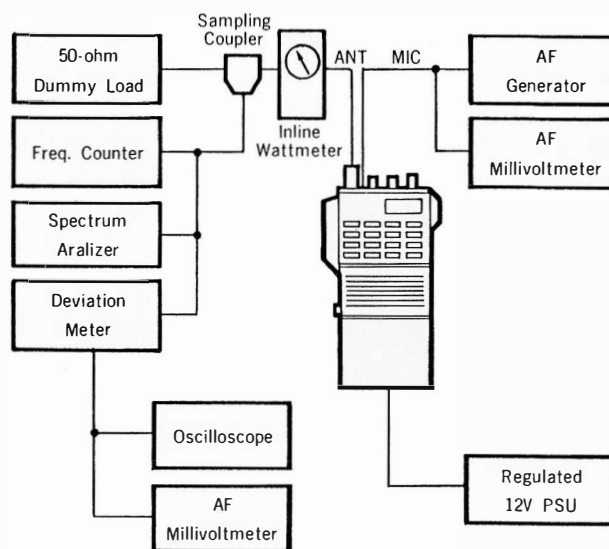 Sampling
Coupler
50-ohm
Dummy Load
ANT
MIC
AF
Generator
Inline
Wattmeter
Freq. Counter
AF
Millivoltmeter
Spectrum
Aralizer
Deviation
Meter
Oscilloscope
AF
Millivoltmeter
Regulated
12V PSU